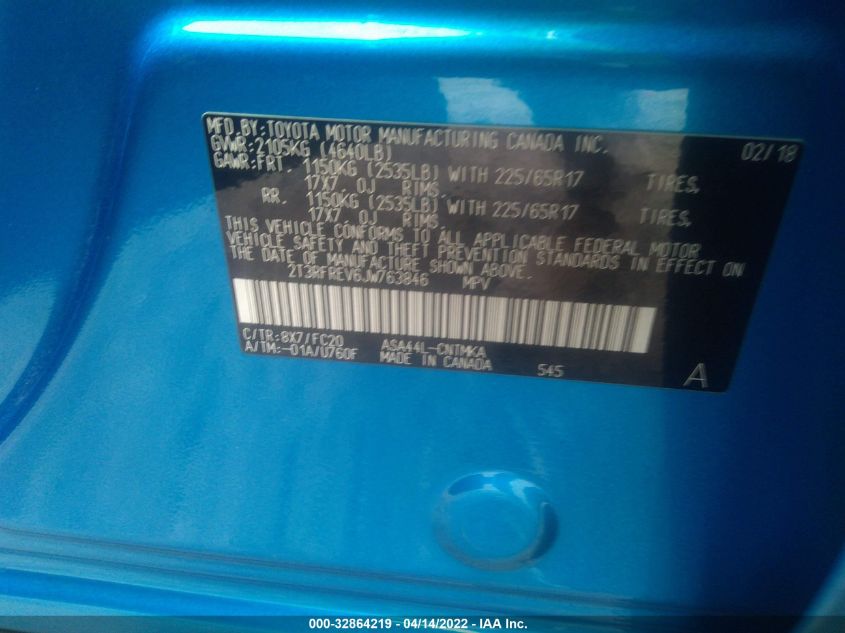 MFD.BY:TOYOTA MOTOR MANUFACTURING CANADA INC. 02/18
GVWR:2105KG (4640LB)
GAWR:FRT. 1150KG (2535LB) WITH 225/65R17 TIRES,
17X7.0J RIMS.
RR. 1150KG (2535LB) WITH 225/65R17 TIRES,
17X7.0J RIMS.
THIS VEHICLE CONFORMS TO ALL APPLICABLE FEDERAL MOTOR
VEHICLE SAFETY AND THEFT PREVENTION STANDARDS IN EFFECT ON
THE DATE OF MANUFACTURE SHOWN ABOVE.
2T3RFREV6JW763846 MPV
C/TR:8X7/FC20 ASA44L-CNTMKA
A/TM:-01A/U760F MADE IN CANADA 545 A
000-32864219 - 04/14/2022 - IAA Inc.